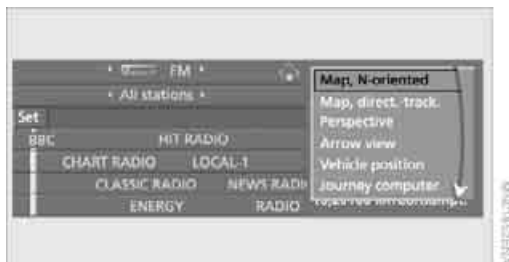 FM
All stations
Set
BBC HIT RADIO
CHART RADIO LOCAL-1
CLASSIC RADIO NEWS RADI
ENERGY RADIO
Map, N-oriented
Map, direct. track.
Perspective
Arrow view
Vehicle position
Journey computer